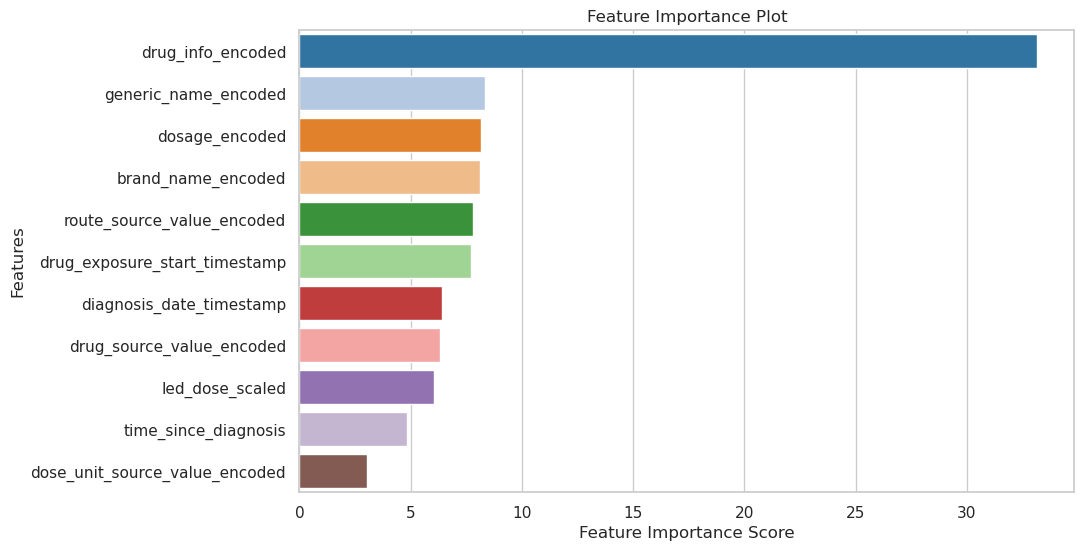 Feature Importance Plot
drug_info_encoded
generic_name_encoded
dosage_encoded
brand_name_encoded
route_source_value_encoded
drug_exposure_start_timestamp
diagnosis_date_timestamp
drug_source_value_encoded
led_dose_scaled
time_since_diagnosis
dose_unit_source_value_encoded
Features
0 5 10 15 20 25 30
Feature Importance Score